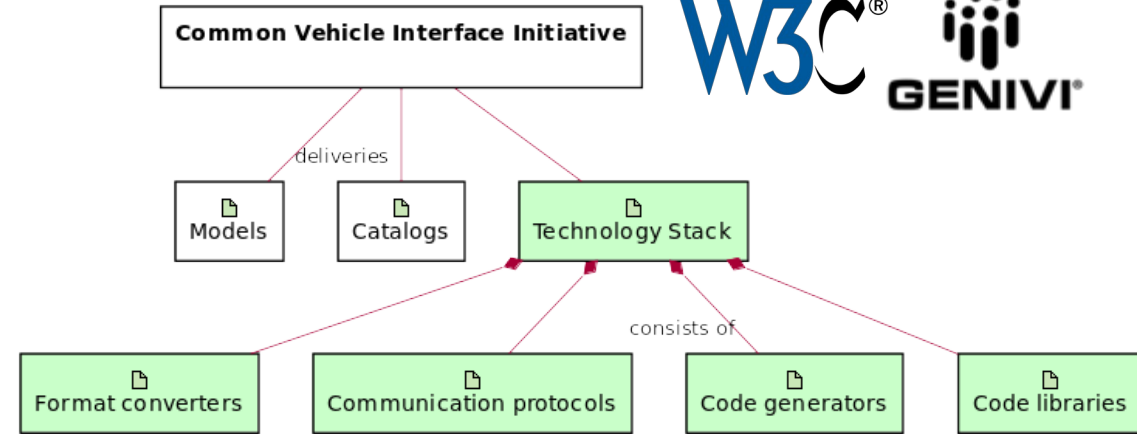 Common Vehicle Interface Initiative
W3C®
GENIVI®
deliveries
Models
Catalogs
Technology Stack
consists of
Format converters
Communication protocols
Code generators
Code libraries